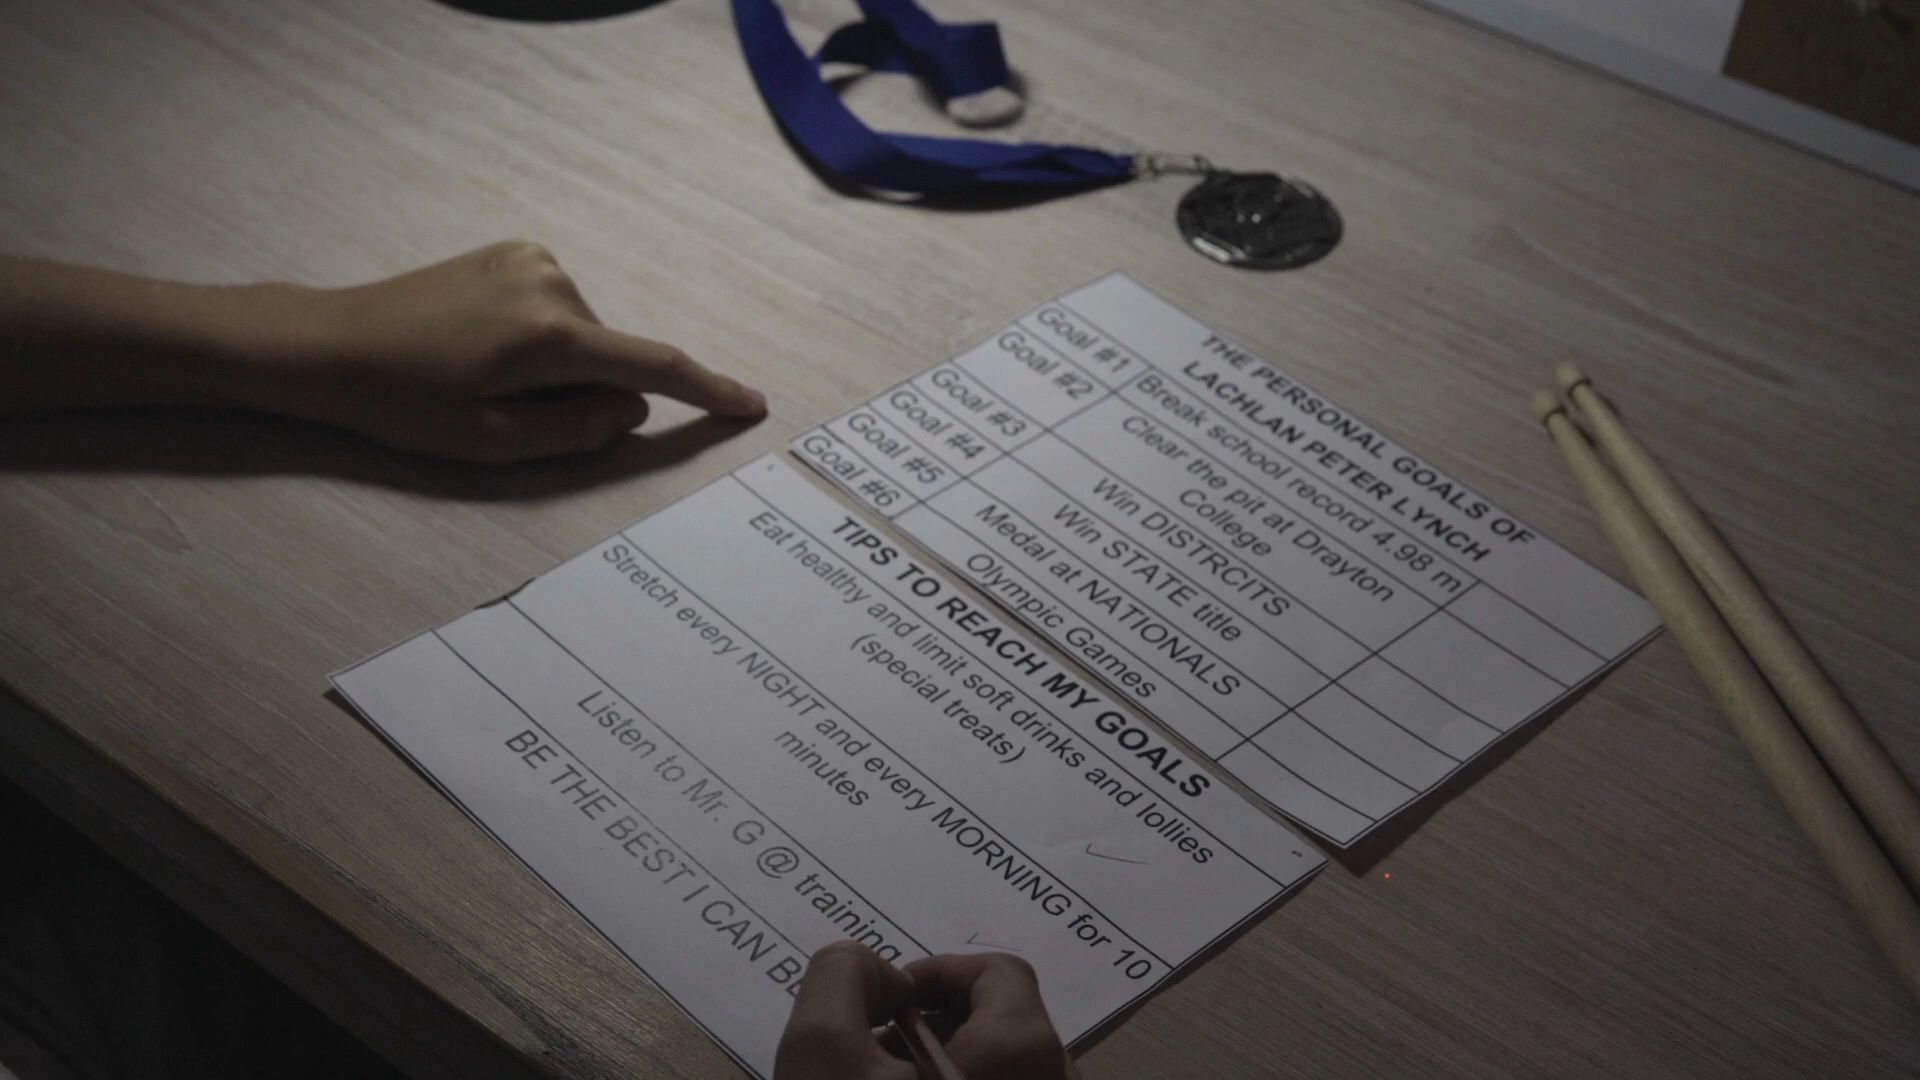 THE PERSONAL GOALS OF
LACHLAN PETER LYNCH
Goal #1 Break school record 4.98 m
Goal #2 Clear the pit at Drayton
College
Goal #3 Win DISTRCITS
Goal #4 Win STATE title
Goal #5 Medal at NATIONALS
Goal #6 Olympic Games
TIPS TO REACH MY GOALS
Eat healthy and limit soft drinks and lollies
(special treats)
Stretch every NIGHT and every MORNING for 10
minutes
Listen to Mr. G @ training
BE THE BEST I CAN BE